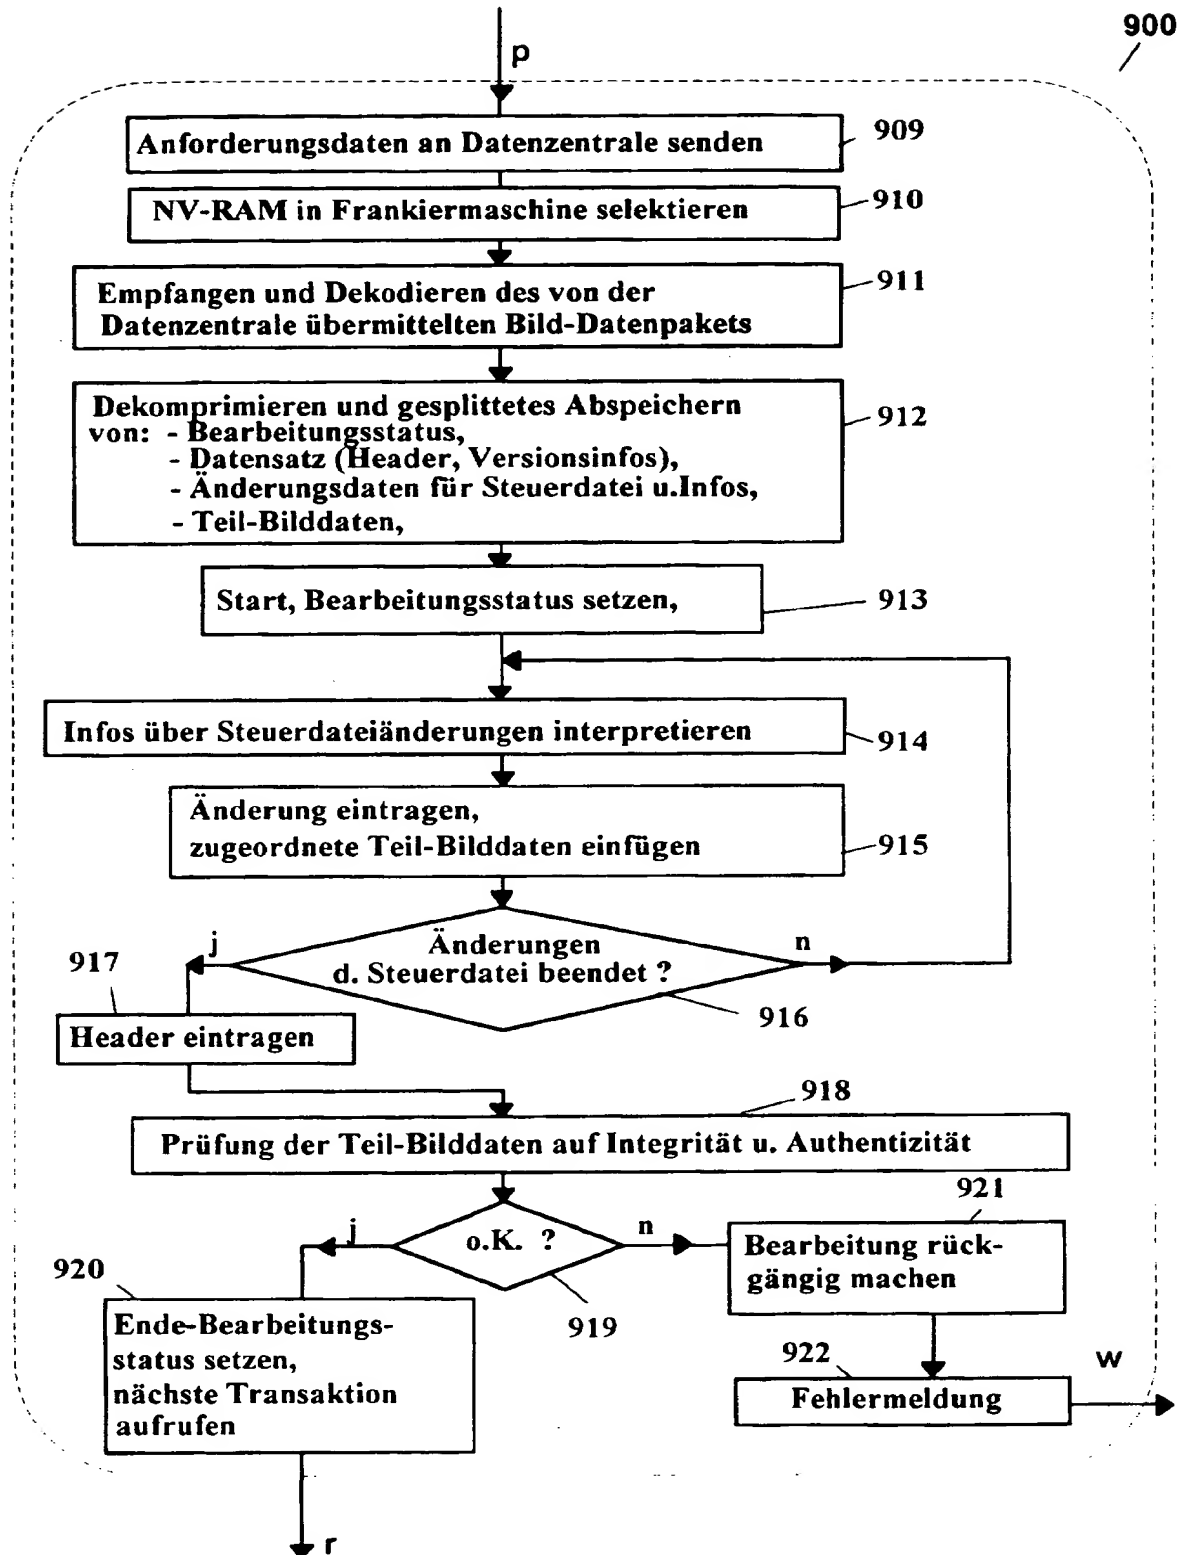 900
p
Anforderungsdaten an Datenzentrale senden
909
NV-RAM in Frankiermaschine selektieren
910
Empfangen und Dekodieren des von der
Datenzentrale übermittelten Bild-Datenpakets
911
Dekomprimieren und gesplittetes Abspeichern
von: - Bearbeitungsstatus,
- Datensatz (Header, Versionsinfos),
- Änderungsdaten für Steuerdatei u.Infos,
- Teil-Bilddaten,
912
Start, Bearbeitungsstatus setzen,
913
Infos über Steuerdateiänderungen interpretieren
914
Änderung eintragen,
zugeordnete Teil-Bilddaten einfügen
915
j
Änderungen
d. Steuerdatei beendet ?
n
916
917
Header eintragen
918
Prüfung der Teil-Bilddaten auf Integrität u. Authentizität
j
o.K. ?
n
919
921
Bearbeitung rück-
gängig machen
920
Ende-Bearbeitungs-
status setzen,
nächste Transaktion
aufrufen
922
Fehlermeldung
w
r